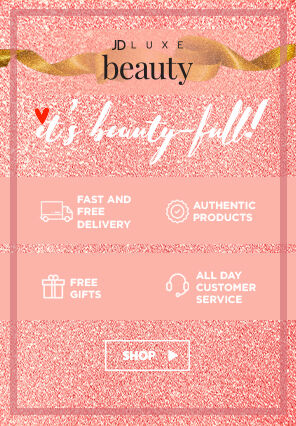 JD LUXE
beauty
it's beauty-full!
FAST AND
FREE
DELIVERY
AUTHENTIC
PRODUCTS
FREE
GIFTS
ALL DAY
CUSTOMER
SERVICE
SHOP